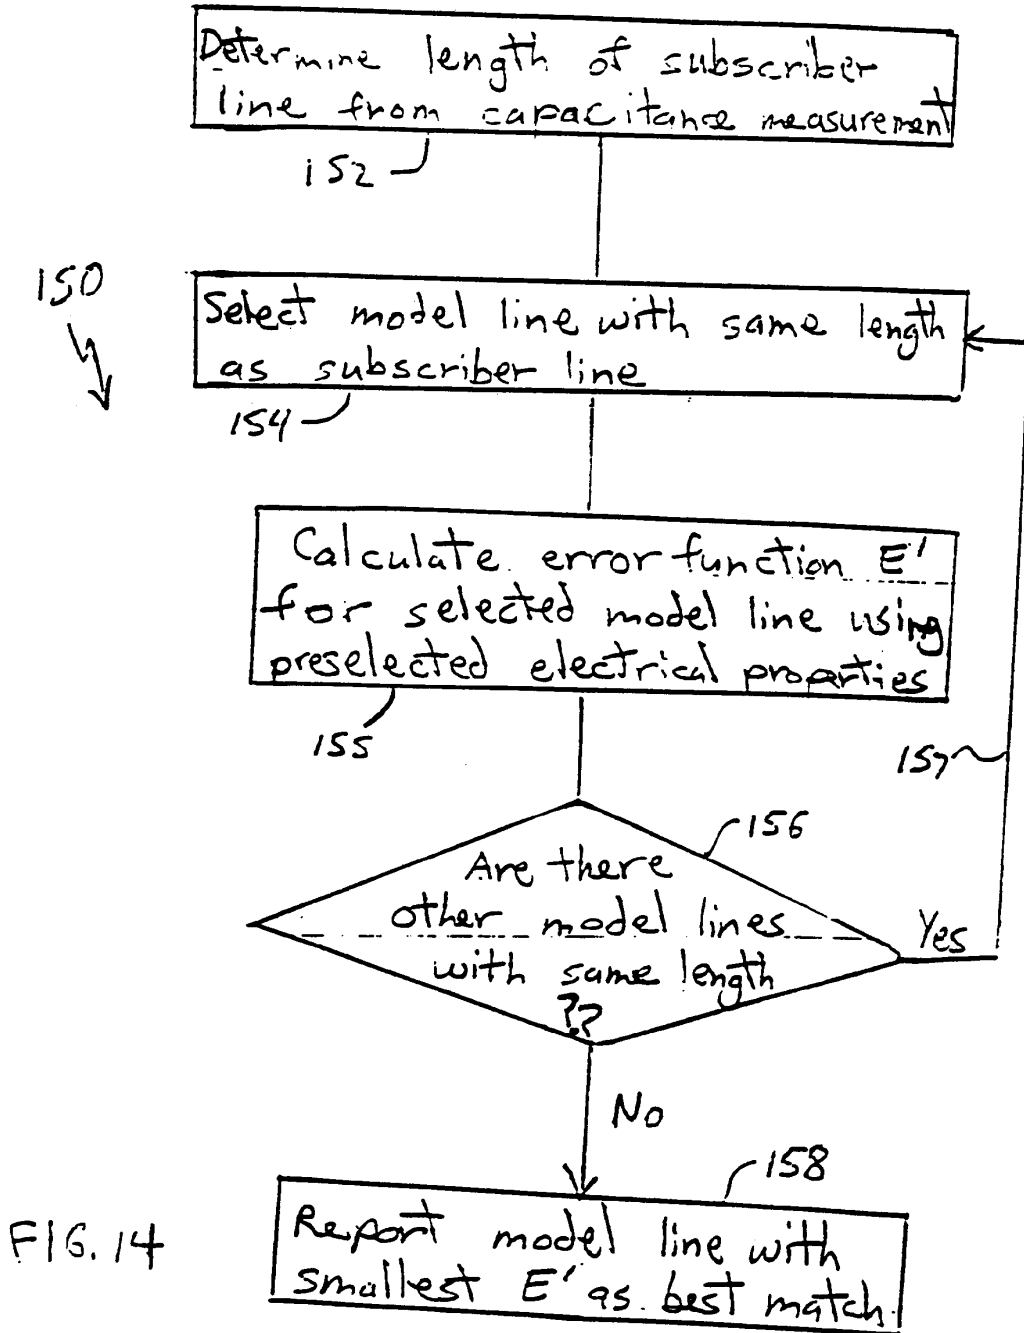 Determine length of subscriber
line from capacitance measurement
152
150
Select model line with same length
as subscriber line
154
Calculate error function E'
for selected model line using
preselected electrical properties
155
157
156
Are there
other model lines
with same length
??
Yes
No
158
Report model line with
smallest E' as best match
FIG. 14